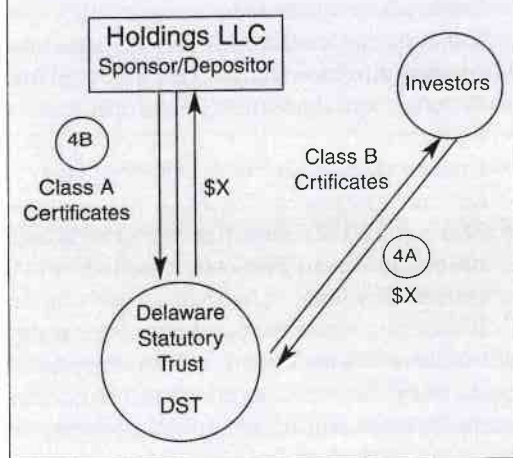 Holdings LLC
Sponsor/Depositor
4B
Class A
Certificates
$X
Investors
Class B
Crtificates
4A
$X
Delaware
Statutory
Trust
DST